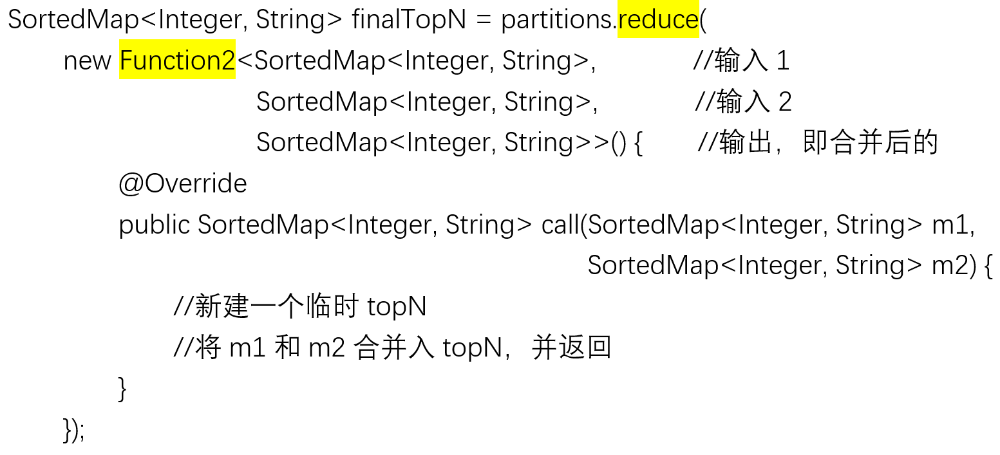 SortedMap<Integer, String> finalTopN = partitions.reduce(
new Function2<SortedMap<Integer, String>, //输入 1
SortedMap<Integer, String>, //输入 2
SortedMap<Integer, String>>() { //输出，即合并后的
@Override
public SortedMap<Integer, String> call(SortedMap<Integer, String> m1,
SortedMap<Integer, String> m2) {
//新建一个临时 topN
//将 m1 和 m2 合并入 topN，并返回
}
});